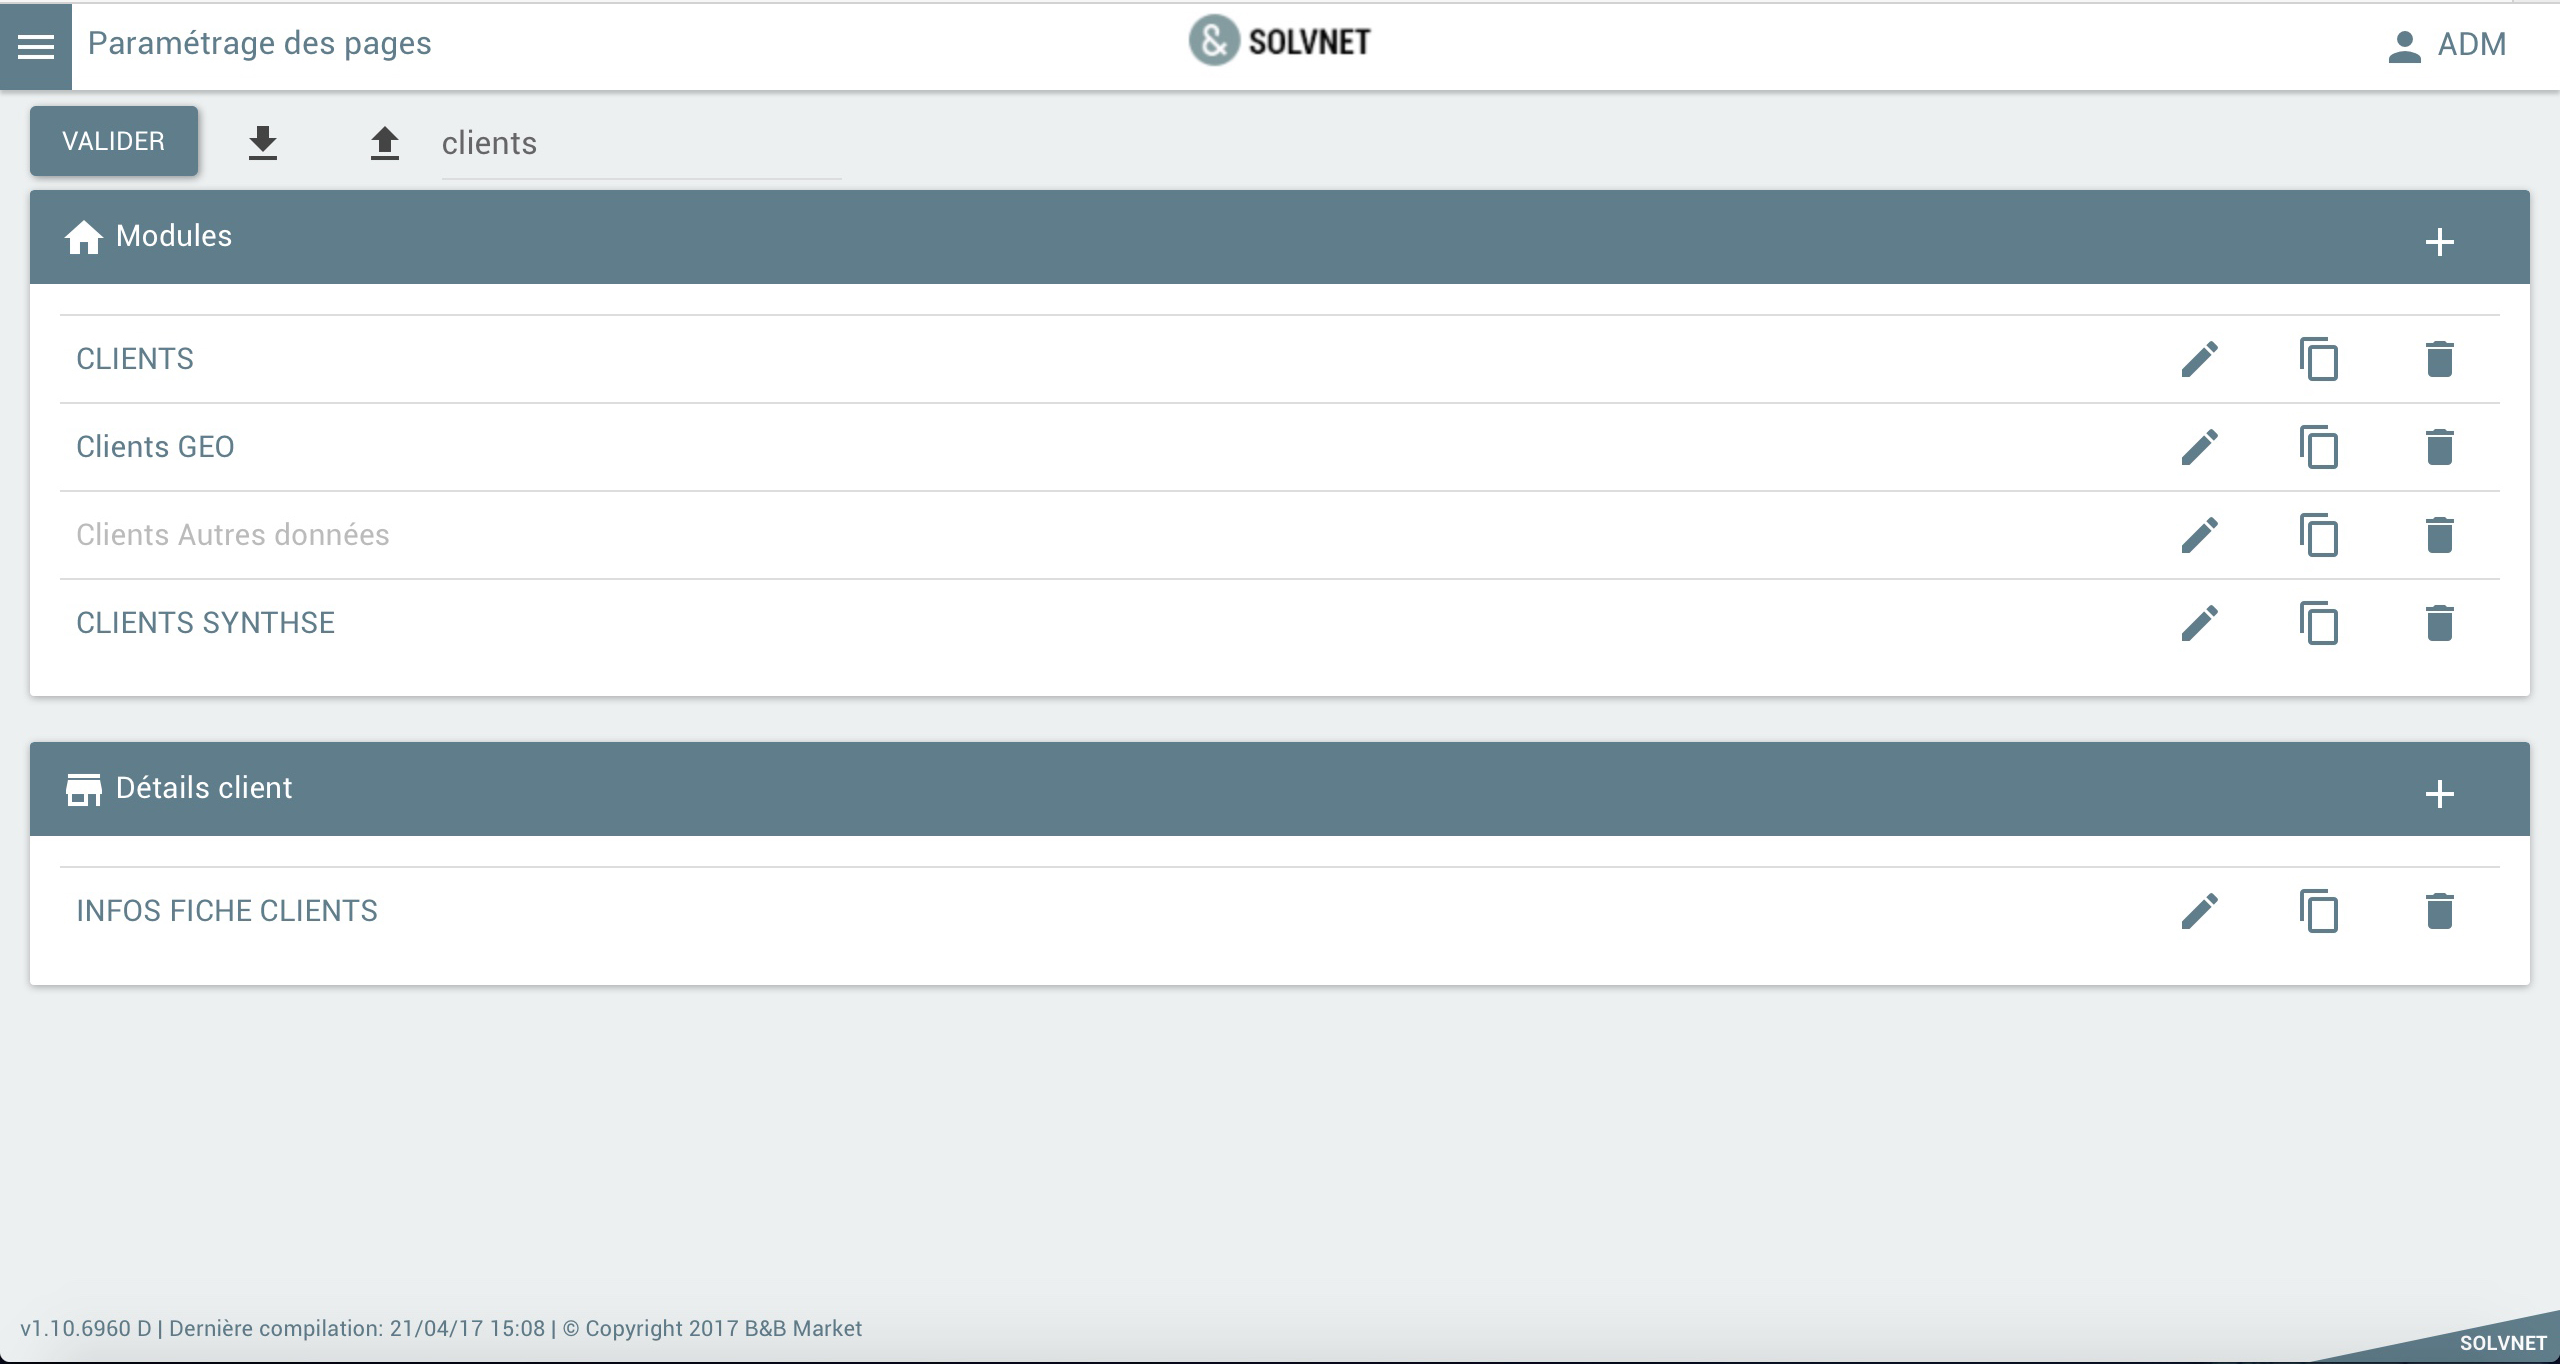 Paramétrage des pages
& SOLVNET
ADM
VALIDER
clients
Modules
CLIENTS
Clients GEO
Clients Autres données
CLIENTS SYNTHSE
Détails client
INFOS FICHE CLIENTS
v1.10.6960 D | Dernière compilation: 21/04/17 15:08 | © Copyright 2017 B&B Market
SOLVNET